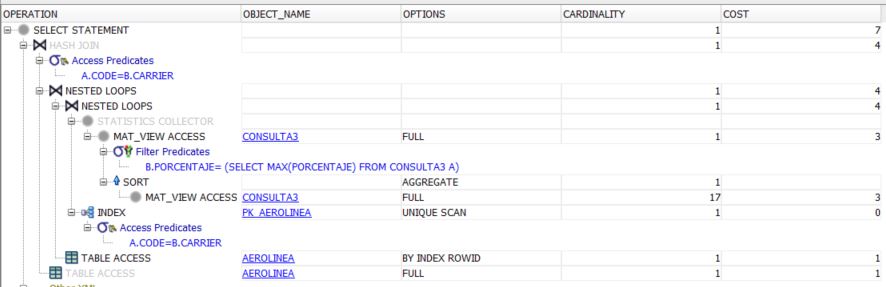 OPERATION OBJECT_NAME OPTIONS CARDINALITY COST
SELECT STATEMENT 1 7
HASH JOIN 1 4
Access Predicates
A.CODE=B.CARRIER
NESTED LOOPS 1 4
NESTED LOOPS 1 4
STATISTICS COLLECTOR
MAT_VIEW ACCESS CONSULTA3 FULL 1 3
Filter Predicates
B.PORCENTAJE= (SELECT MAX(PORCENTAJE) FROM CONSULTA3 A)
SORT AGGREGATE 1
MAT_VIEW ACCESS CONSULTA3 FULL 17 3
INDEX PK_AEROLINEA UNIQUE SCAN 1 0
Access Predicates
A.CODE=B.CARRIER
TABLE ACCESS AEROLINEA BY INDEX ROWID 1 1
TABLE ACCESS AEROLINEA FULL 1 1